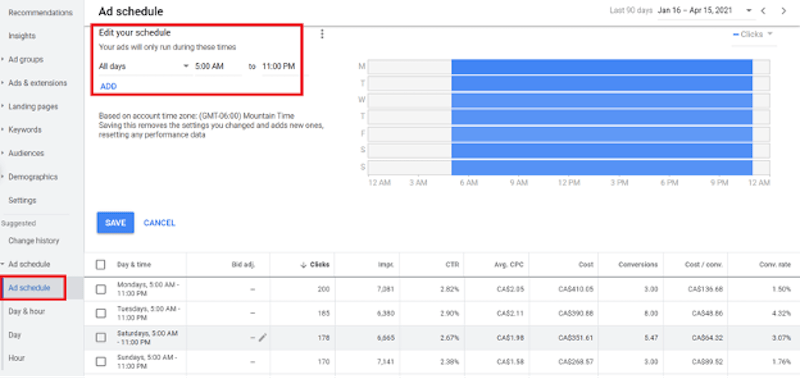 Recommendations
Insights
Ad groups
Ads & extensions
Landing pages
Keywords
Audiences
Demographics
Settings
Suggested
Change history
Ad schedule
Ad schedule
Day & hour
Day
Hour
Ad schedule
Last 90 days Jan 16 – Apr 15, 2021
Edit your schedule
Your ads will only run during these times
All days 5:00 AM to 11:00 PM
ADD
Based on account time zone: (GMT-06:00) Mountain Time
Saving this removes the settings you changed and adds new ones,
resetting any performance data
Clicks
M
T
W
T
F
S
S
12 AM 3 AM 6 AM 9 AM 12 PM 3 PM 6 PM 9 PM 12 AM
SAVE CANCEL
Day & time Bid adj. Clicks Impr. CTR Avg. CPC Cost Conversions Cost / conv. Conv. rate
Mondays, 5:00 AM - 11:00 PM — 200 7,081 2.82% CA$2.05 CA$410.05 3.00 CA$136.68 1.50%
Tuesdays, 5:00 AM - 11:00 PM — 185 6,380 2.90% CA$2.11 CA$390.88 8.00 CA$48.86 4.32%
Saturdays, 5:00 AM - 11:00 PM — 178 6,665 2.67% CA$1.98 CA$351.61 5.47 CA$64.32 3.07%
Sundays, 5:00 AM - 11:00 PM — 170 7,141 2.38% CA$1.58 CA$268.57 3.00 CA$89.52 1.76%